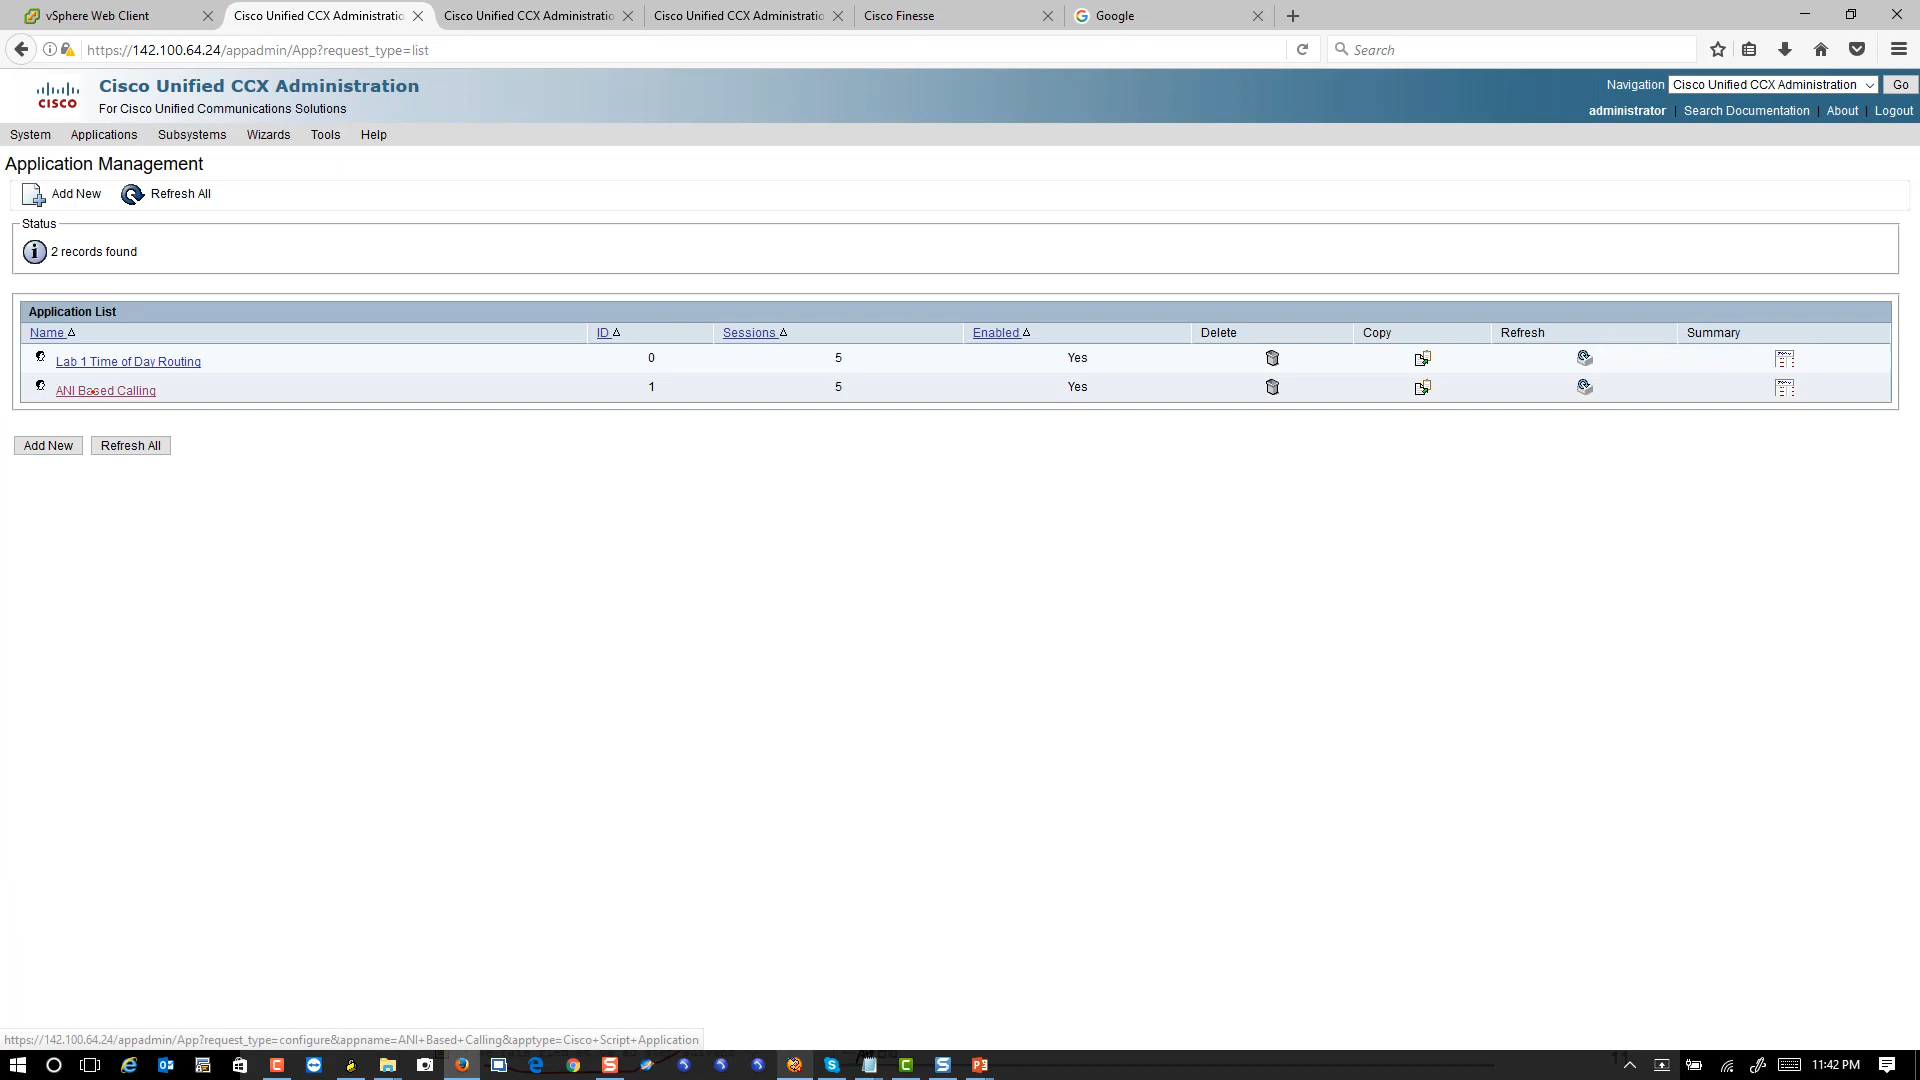 vSphere Web Client
Cisco Unified CCX Administratio
Cisco Unified CCX Administratio
Cisco Unified CCX Administratio
Cisco Finesse
Google
https://142.100.64.24/appadmin/App?request_type=list
Search
cisco
Cisco Unified CCX Administration
For Cisco Unified Communications Solutions
Navigation Cisco Unified CCX Administration Go
administrator | Search Documentation | About | Logout
System Applications Subsystems Wizards Tools Help
Application Management
Add New Refresh All
Status
2 records found
Application List
Name ID Sessions Enabled Delete Copy Refresh Summary
Lab 1 Time of Day Routing 0 5 Yes
ANI Based Calling 1 5 Yes
Add New Refresh All
https://142.100.64.24/appadmin/App?request_type=configure&appname=ANI+Based+Calling&apptype=Cisco+Script+Application
11:42 PM